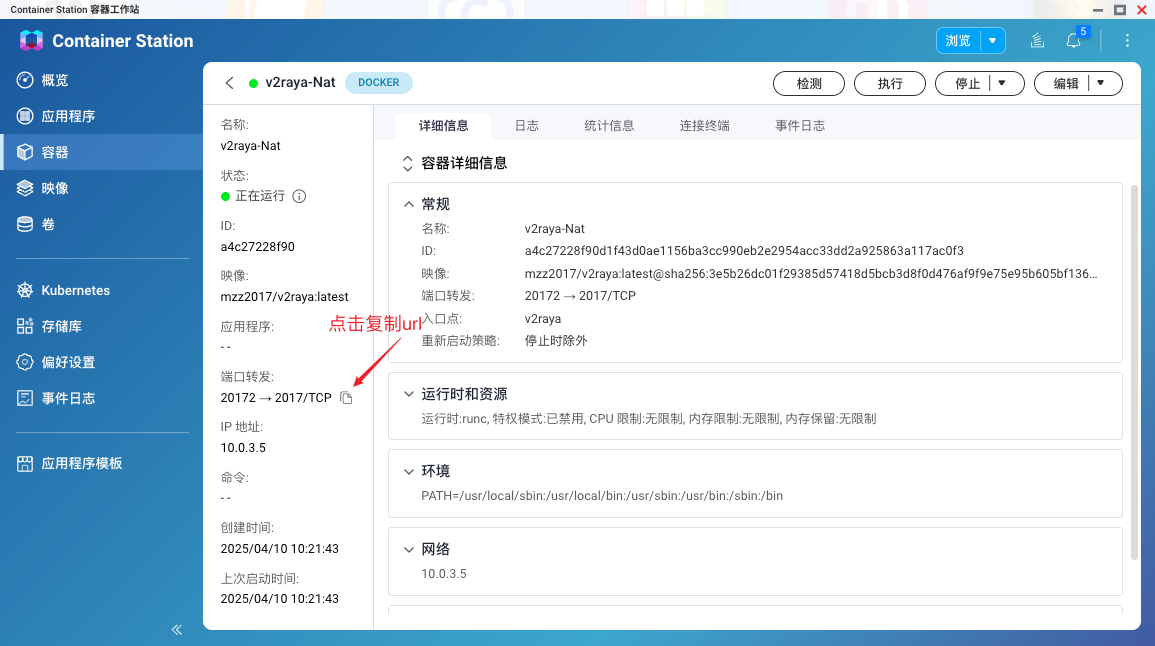 Container Station 容器工作站
Container Station
浏览
5
概览
应用程序
容器
映像
卷
Kubernetes
存储库
偏好设置
事件日志
应用程序模板
v2raya-Nat
DOCKER
检测
执行
停止
编辑
名称:
v2raya-Nat
状态:
正在运行
ID:
a4c27228f90
映像:
mzz2017/v2raya:latest
应用程序:
--
端口转发:
20172 → 2017/TCP
IP 地址:
10.0.3.5
命令:
--
创建时间:
2025/04/10 10:21:43
上次启动时间:
2025/04/10 10:21:43
点击复制url
详细信息
日志
统计信息
连接终端
事件日志
容器详细信息
常规
名称: v2raya-Nat
ID: a4c27228f90d1f43d0ae1156ba3cc990eb2e2954acc33dd2a925863a117ac0f3
映像: mzz2017/v2raya:latest@sha256:3e5b26dc01f29385d57418d5bcb3d8f0d476af9f9e75e95b605bf136...
端口转发: 20172 → 2017/TCP
入口点: v2raya
重新启动策略: 停止时除外
运行时和资源
运行时:runc, 特权模式:已禁用, CPU 限制:无限制, 内存限制:无限制, 内存保留:无限制
环境
PATH=/usr/local/sbin:/usr/local/bin:/usr/sbin:/usr/bin:/sbin:/bin
网络
10.0.3.5